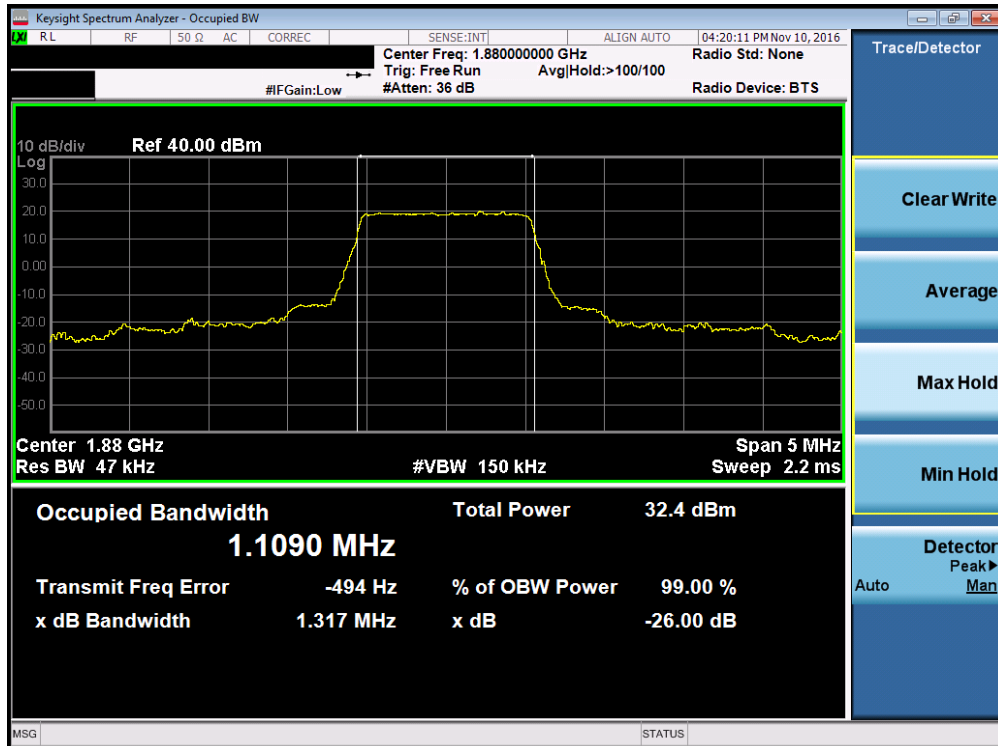 Keysight Spectrum Analyzer - Occupied BW
LXI RL RF 50 Ω AC CORREC SENSE:INT ALIGN AUTO 04:20:11 PM Nov 10, 2016
Center Freq: 1.880000000 GHz Radio Std: None
Trig: Free Run Avg|Hold:>100/100
#IFGain:Low #Atten: 36 dB Radio Device: BTS
10 dB/div Ref 40.00 dBm
Log
30.0
20.0
10.0
0.00
-10.0
-20.0
-30.0
-40.0
-50.0
Center 1.88 GHz Span 5 MHz
Res BW 47 kHz #VBW 150 kHz Sweep 2.2 ms
Occupied Bandwidth Total Power 32.4 dBm
1.1090 MHz
Transmit Freq Error -494 Hz % of OBW Power 99.00 %
x dB Bandwidth 1.317 MHz x dB -26.00 dB
MSG STATUS
Trace/Detector
Clear Write
Average
Max Hold
Min Hold
Detector
Peak▶
Auto Man